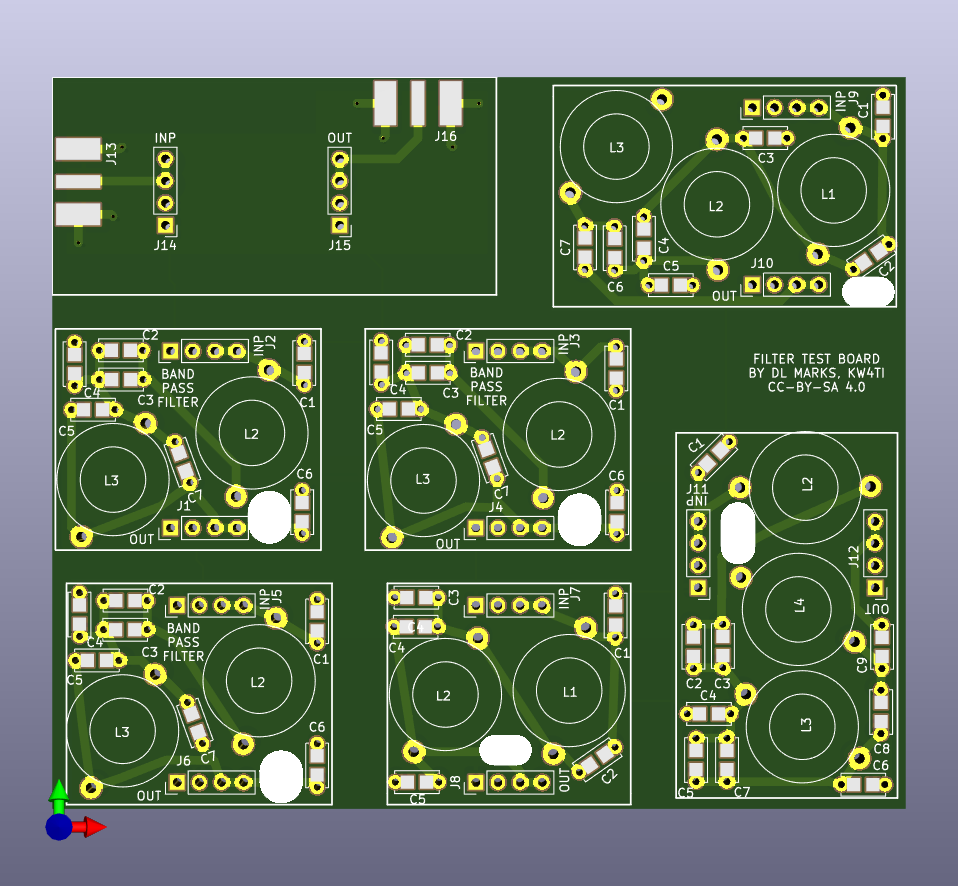 J16
INP
OUT
J13
J14
J15
L3
L2
L1
INP
J9
C1
C3
C7
C6
C4
C5
C2
J10
OUT
FILTER TEST BOARD
BY DL MARKS, KW4TI
CC-BY-SA 4.0
C2
INP
J2
BAND
PASS
FILTER
C4
C3
C5
C1
L2
L3
C7
C6
J1
OUT
C2
INP
J3
BAND
PASS
FILTER
C4
C3
C5
C1
L2
L3
C7
C6
J4
OUT
C1
J11
INP
L2
J12
OUT
L4
C2
C3
C9
C4
L3
C8
C5
C7
C6
C2
INP
J5
BAND
PASS
FILTER
C4
C3
C5
C1
L2
L3
C7
C6
J6
OUT
C3
INP
J7
C4
C4
C1
L2
L1
C2
C5
J8
OUT